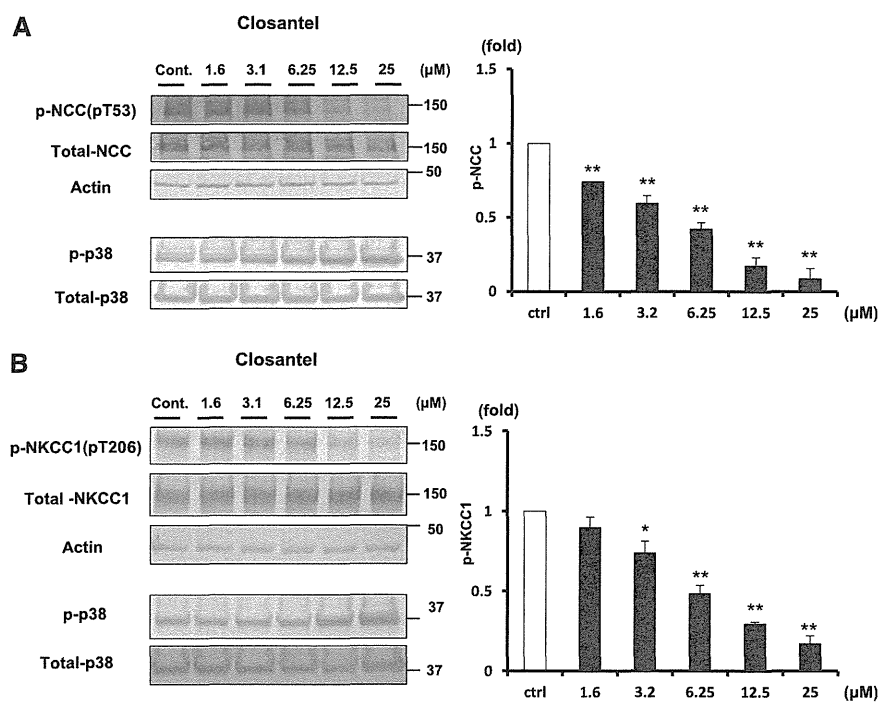 A
Closantel
Cont. 1.6 3.1 6.25 12.5 25 (μM)
p-NCC(pT53)
150
Total-NCC
150
Actin
50
p-p38
37
Total-p38
37
(fold)
1.5
1
0.5
0
p-NCC
** ** ** ** **
ctrl 1.6 3.2 6.25 12.5 25 (μM)
B
Closantel
Cont. 1.6 3.1 6.25 12.5 25 (μM)
p-NKCC1(pT206)
150
Total -NKCC1
150
Actin
50
p-p38
37
Total-p38
37
(fold)
1.5
1
0.5
0
p-NKCC1
* ** ** **
ctrl 1.6 3.2 6.25 12.5 25 (μM)